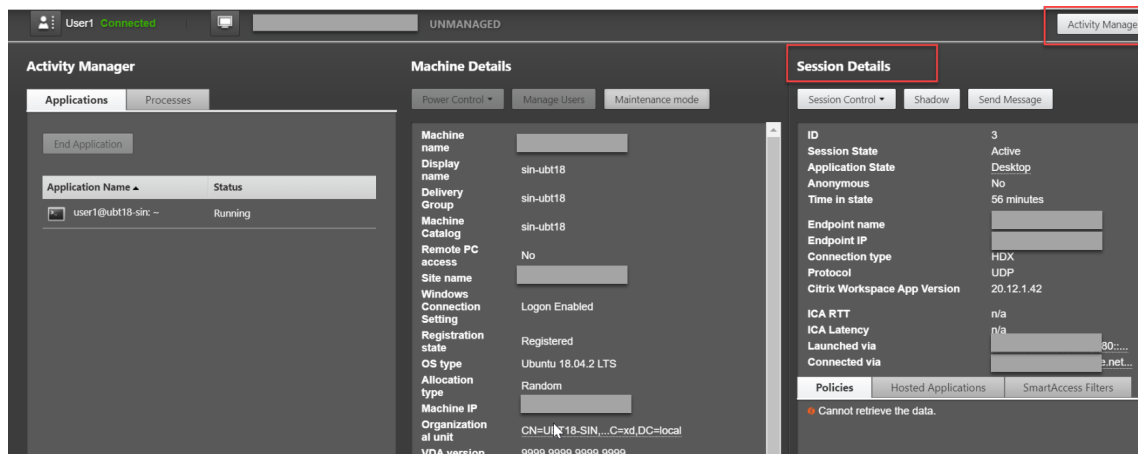 User1 Connected
UNMANAGED
Activity Manage
Activity Manager
Applications
Processes
End Application
Application Name
Status
user1@ubt18-sin: ~
Running
Machine Details
Power Control
Manage Users
Maintenance mode
Machine
name
Display
name
sin-ubt18
Delivery
Group
sin-ubt18
Machine
Catalog
sin-ubt18
Remote PC
access
No
Site name
Windows
Connection
Setting
Logon Enabled
Registration
state
Registered
OS type
Ubuntu 18.04.2 LTS
Allocation
type
Random
Machine IP
Organization
al unit
CN=UBT18-SIN,...C=xd,DC=local
VDA version
9999.9999.9999.9999
Session Details
Session Control
Shadow
Send Message
ID
3
Session State
Active
Application State
Desktop
Anonymous
No
Time in state
56 minutes
Endpoint name
Endpoint IP
Connection type
HDX
Protocol
UDP
Citrix Workspace App Version
20.12.1.42
ICA RTT
n/a
ICA Latency
n/a
Launched via
80::...
Connected via
e.net...
Policies
Hosted Applications
SmartAccess Filters
Cannot retrieve the data.